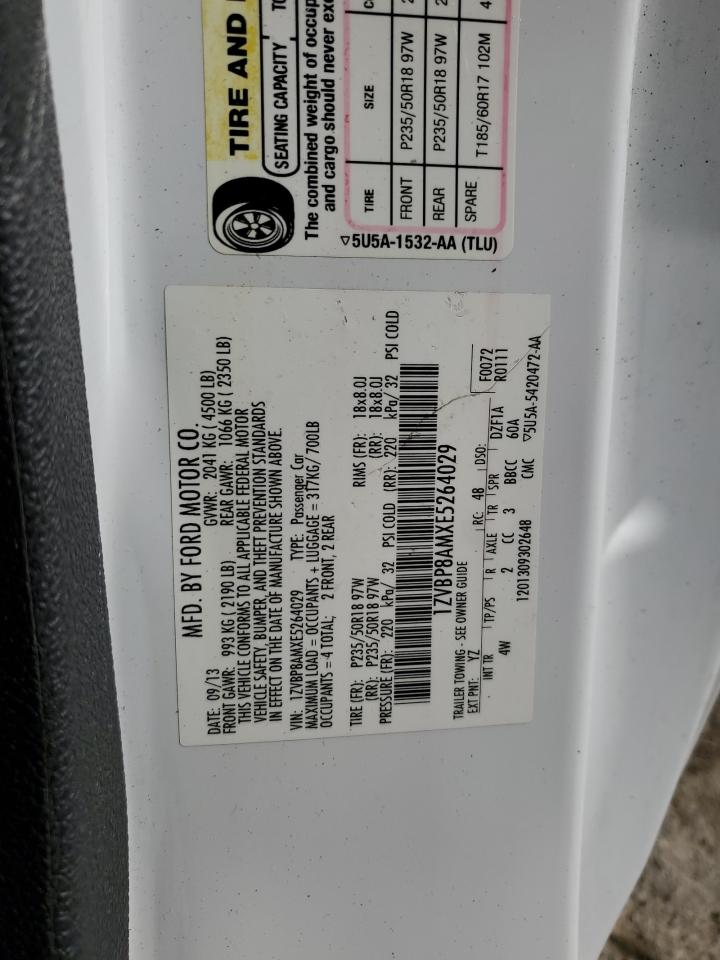 TIRE AND
SEATING CAPACITY
The combined weight of occup
and cargo should never exc
TIRE SIZE
FRONT P235/50R18 97W
REAR P235/50R18 97W
SPARE T185/60R17 102M
5U5A-1532-AA (TLU)
MFD. BY FORD MOTOR CO.
DATE: 09/13 GVWR: 2041 KG ( 4500 LB)
FRONT GAWR: 993 KG ( 2190 LB) REAR GAWR: 1066 KG ( 2350 LB)
THIS VEHICLE CONFORMS TO ALL APPLICABLE FEDERAL MOTOR
VEHICLE SAFETY, BUMPER, AND THEFT PREVENTION STANDARDS
IN EFFECT ON THE DATE OF MANUFACTURE SHOWN ABOVE.
VIN: 1ZVBP8AMXE5264029 TYPE: Passenger Car
MAXIMUM LOAD = OCCUPANTS + LUGGAGE = 317KG/ 700LB
OCCUPANTS = 4 TOTAL; 2 FRONT, 2 REAR
TIRE (FR): P235/50R18 97W RIMS (FR): 18x8.0J
(RR): P235/50R18 97W (RR): 18x8.0J
PRESSURE (FR): 220 kPa/ 32 PSI COLD (RR): 220 kPa/ 32 PSI COLD
1ZVBP8AMXE5264029
TRAILER TOWING - SEE OWNER GUIDE
EXT PNT: YZ RC: 48 DSO: F0072
INT TR TP/PS R AXLE TR SPR DZF1A R0111
4W 2 CC 3 BBCC 60A
1201309302648 CMC 5U5A-5420472-AA